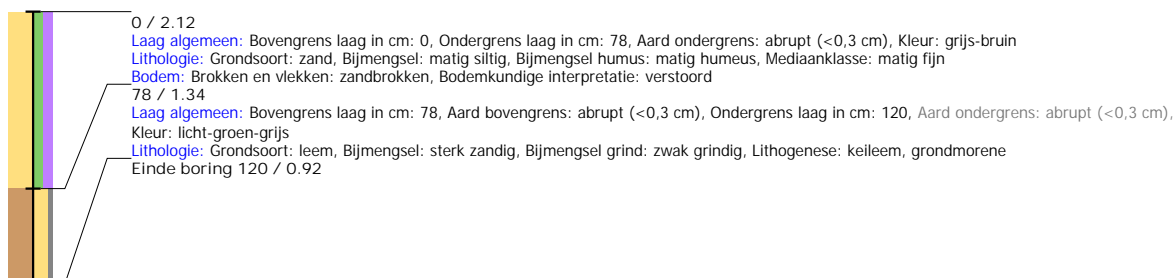 0 / 2.12
Laag algemeen: Bovengrens laag in cm: 0, Ondergrens laag in cm: 78, Aard ondergrens: abrupt (<0,3 cm), Kleur: grijs-bruin
Lithologie: Grondsoort: zand, Bijmengsel: matig siltig, Bijmengsel humus: matig humeus, Mediaanklasse: matig fijn
Bodem: Brokken en vlekken: zandbrokken, Bodemkundige interpretatie: verstoord
78 / 1.34
Laag algemeen: Bovengrens laag in cm: 78, Aard bovengrens: abrupt (<0,3 cm), Ondergrens laag in cm: 120, Aard ondergrens: abrupt (<0,3 cm),
Kleur: licht-groen-grijs
Lithologie: Grondsoort: leem, Bijmengsel: sterk zandig, Bijmengsel grind: zwak grindig, Lithogenese: keileem, grondmorene
Einde boring 120 / 0.92